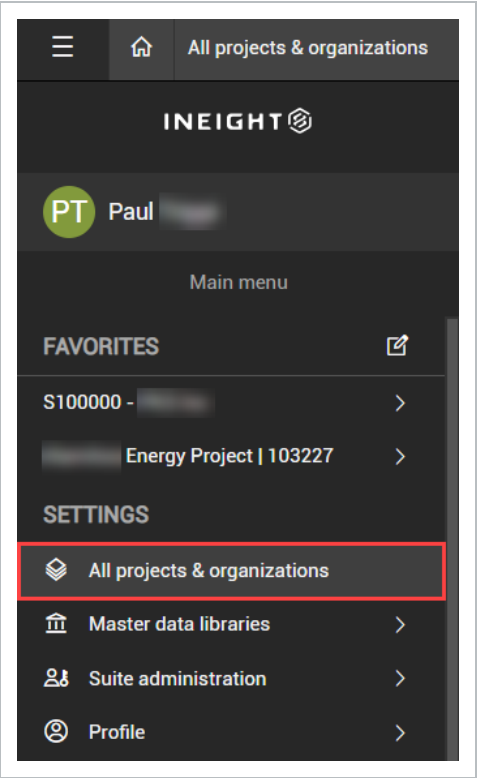 All projects & organizations
INEIGHT
PT Paul
Main menu
FAVORITES
S100000 -
Energy Project | 103227
SETTINGS
All projects & organizations
Master data libraries
Suite administration
Profile